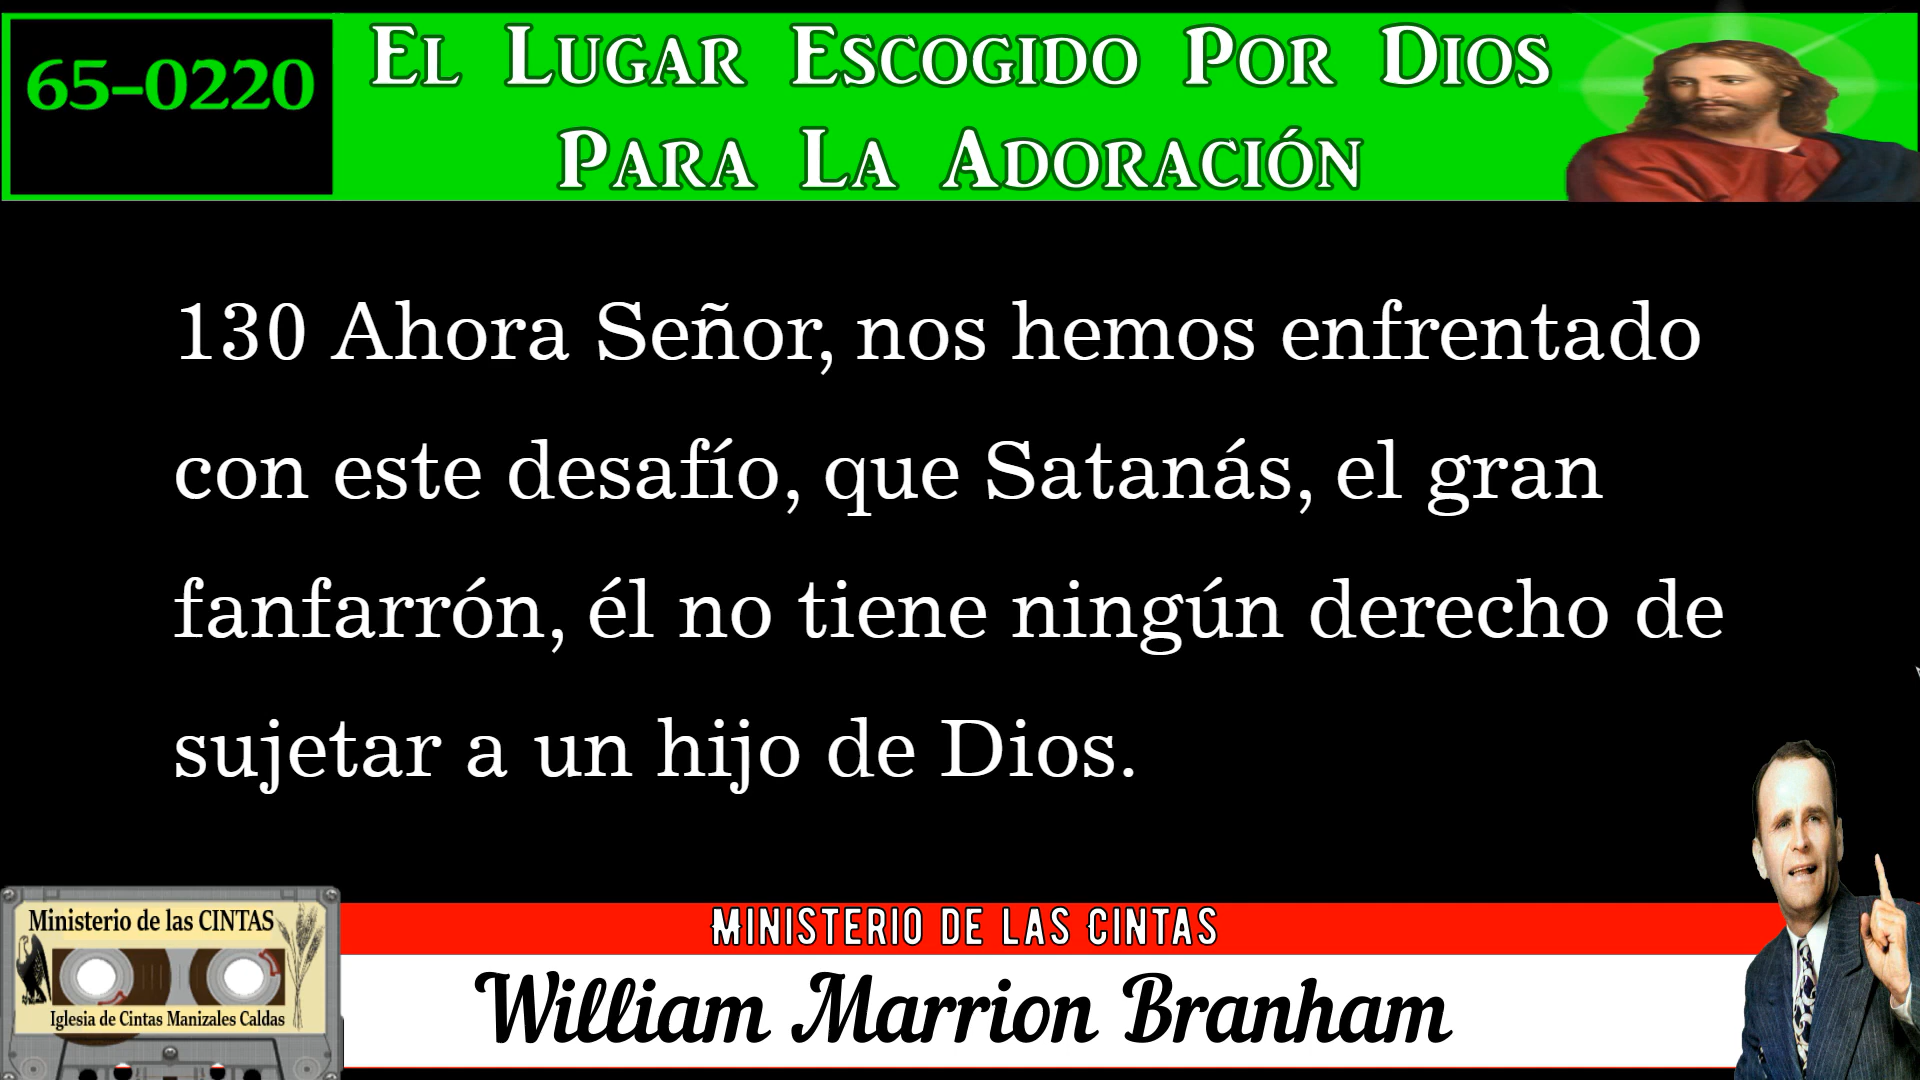 65-0220
El Lugar Escogido Por Dios
Para La Adoración
130 Ahora Señor, nos hemos enfrentado
con este desafío, que Satanás, el gran
fanfarrón, él no tiene ningún derecho de
sujetar a un hijo de Dios.
Ministerio de las CINTAS
Iglesia de Cintas Manizales Caldas
MINISTERIO DE LAS CINTAS
William Marrion Branham